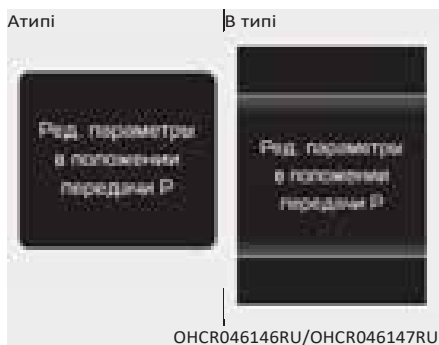 Атипі
В типі
Ред. параметры
в положении
передачи Р
Ред. параметры
в положении
передачи Р
OHCR046146RU/OHCR046147RU